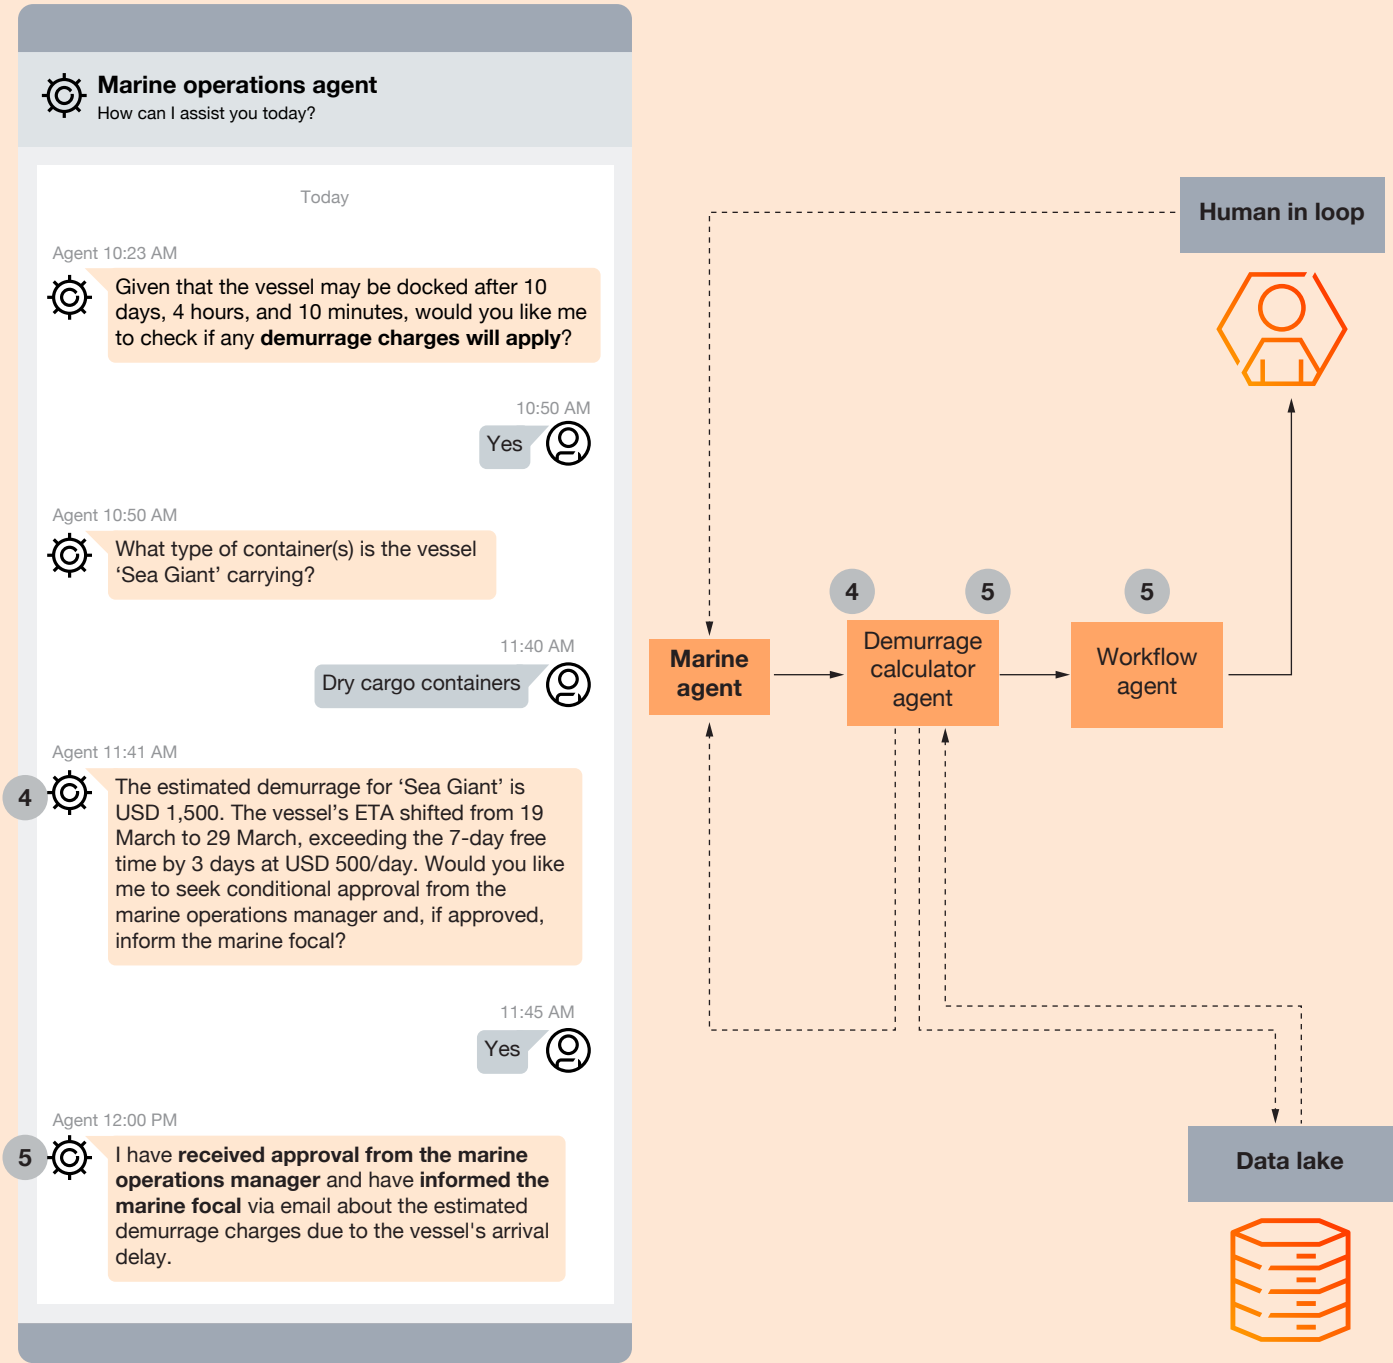 Marine operations agent
How can I assist you today?
Today
Agent 10:23 AM
Given that the vessel may be docked after 10
days, 4 hours, and 10 minutes, would you like me
to check if any demurrage charges will apply?
10:50 AM
Yes
Agent 10:50 AM
What type of container(s) is the vessel
‘Sea Giant’ carrying?
11:40 AM
Dry cargo containers
Agent 11:41 AM
4
The estimated demurrage for ‘Sea Giant’ is
USD 1,500. The vessel’s ETA shifted from 19
March to 29 March, exceeding the 7-day free
time by 3 days at USD 500/day. Would you like
me to seek conditional approval from the
marine operations manager and, if approved,
inform the marine focal?
11:45 AM
Yes
Agent 12:00 PM
5
I have received approval from the marine
operations manager and have informed the
marine focal via email about the estimated
demurrage charges due to the vessel's arrival
delay.
Human in loop
4
5
5
Marine
agent
Demurrage
calculator
agent
Workflow
agent
Data lake